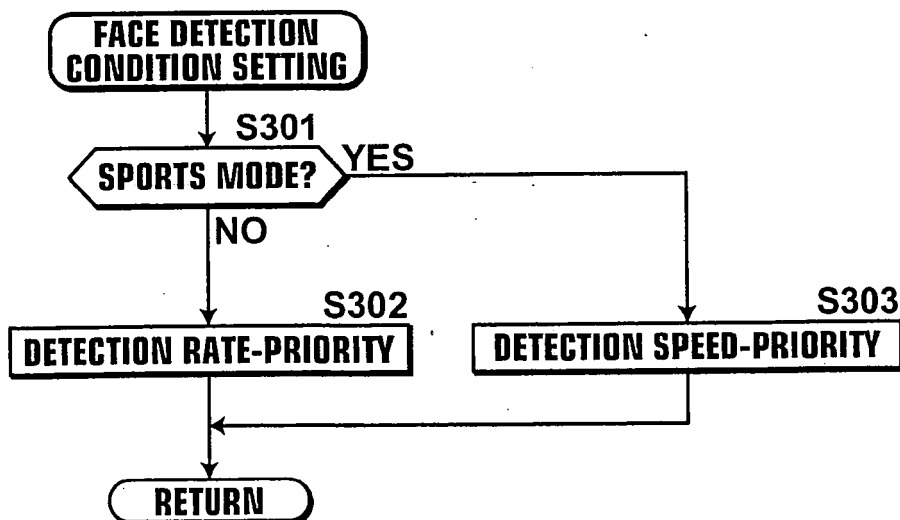 FACE DETECTION
CONDITION SETTING
S301
SPORTS MODE?
YES
NO
S302
DETECTION RATE-PRIORITY
S303
DETECTION SPEED-PRIORITY
RETURN